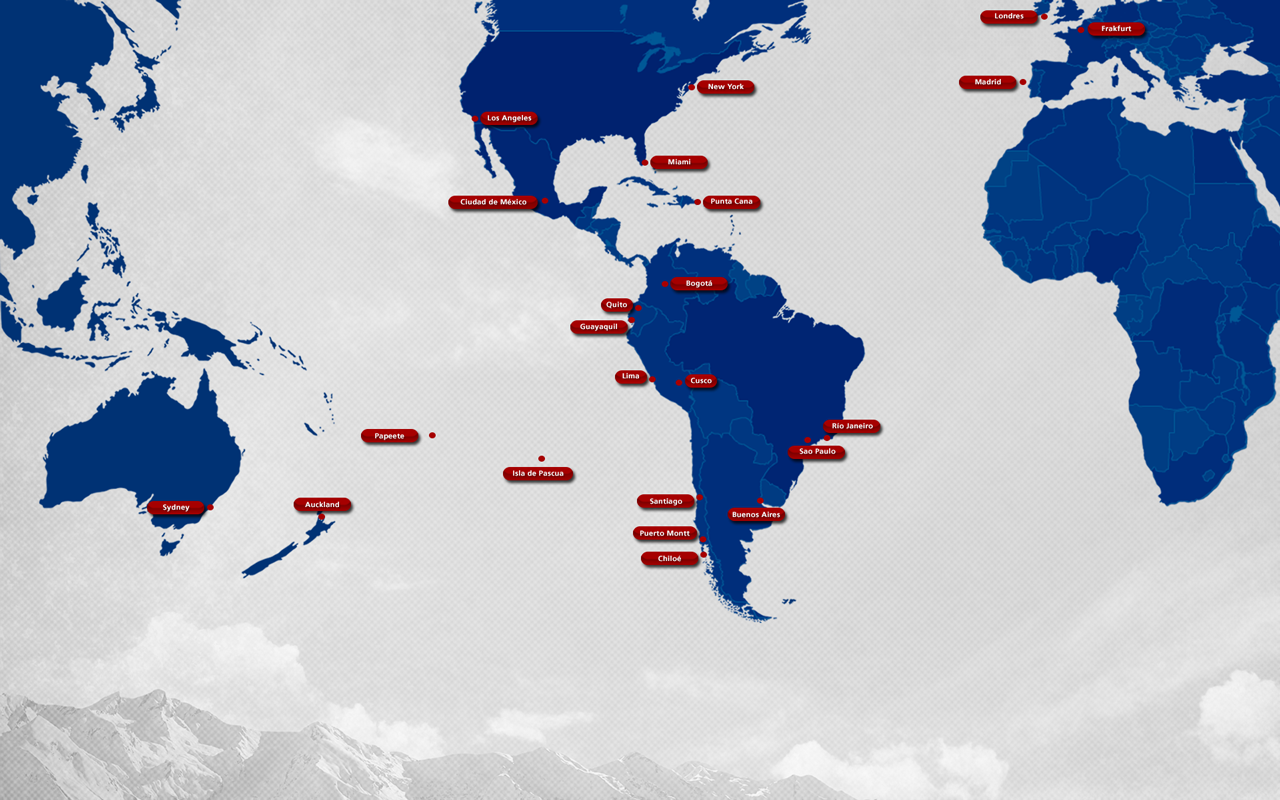 Londres
Frakfurt
Madrid
New York
Los Angeles
Miami
Ciudad de México
Punta Cana
Bogotá
Quito
Guayaquil
Lima
Cusco
Río Janeiro
Papeete
Sao Paulo
Isla de Pascua
Santiago
Auckland
Sydney
Buenos Aires
Puerto Montt
Chiloé